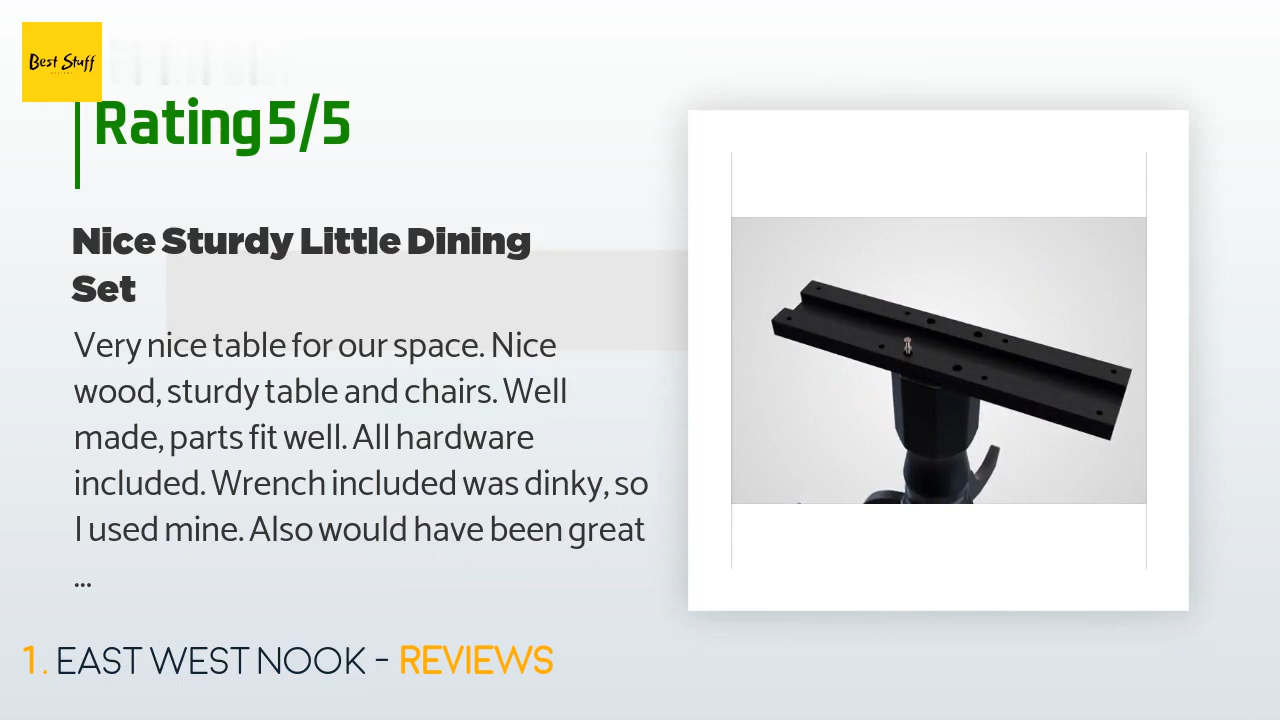 Best Stuff
Rating 5/5
Nice Sturdy Little Dining
Set
Very nice table for our space. Nice
wood, sturdy table and chairs. Well
made, parts fit well. All hardware
included. Wrench included was dinky, so
I used mine. Also would have been great
...
1. EAST WEST NOOK - REVIEWS